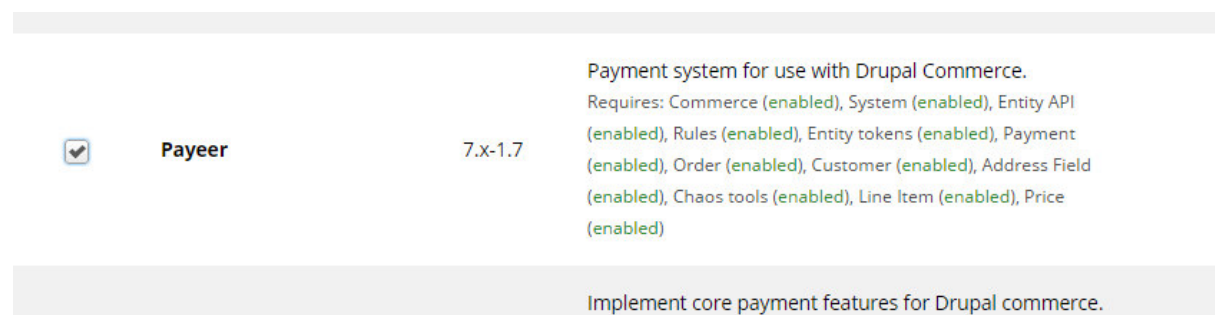 Payment system for use with Drupal Commerce.
Requires: Commerce (enabled), System (enabled), Entity API
(enabled), Rules (enabled), Entity tokens (enabled), Payment
Payeer 7.x-1.7
(enabled), Order (enabled), Customer (enabled), Address Field
(enabled), Chaos tools (enabled), Line Item (enabled), Price
(enabled)
Implement core payment features for Drupal commerce.